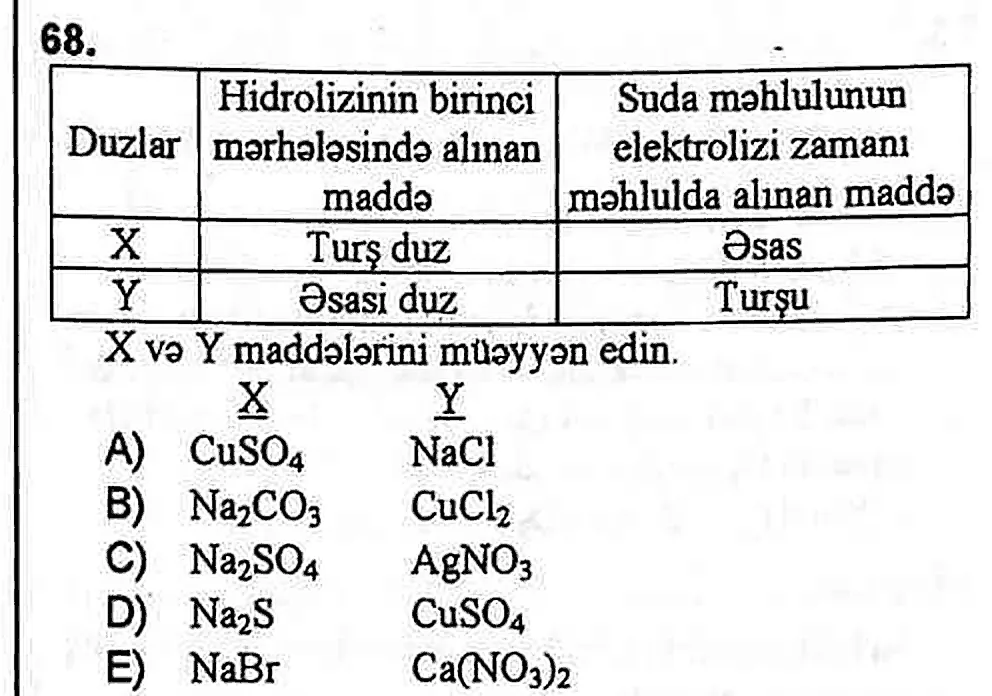 68.
Duzlar | Hidrolizinin birinci mərhələsində alınan maddə | Suda məhlulunun elektrolizi zamanı məhlulda alınan maddə
X | Turş duz | Əsas
Y | Əsasi duz | Turşu
X və Y maddələrini müəyyən edin.
X Y
A) CuSO₄ NaCl
B) Na₂CO₃ CuCl₂
C) Na₂SO₄ AgNO₃
D) Na₂S CuSO₄
E) NaBr Ca(NO₃)₂